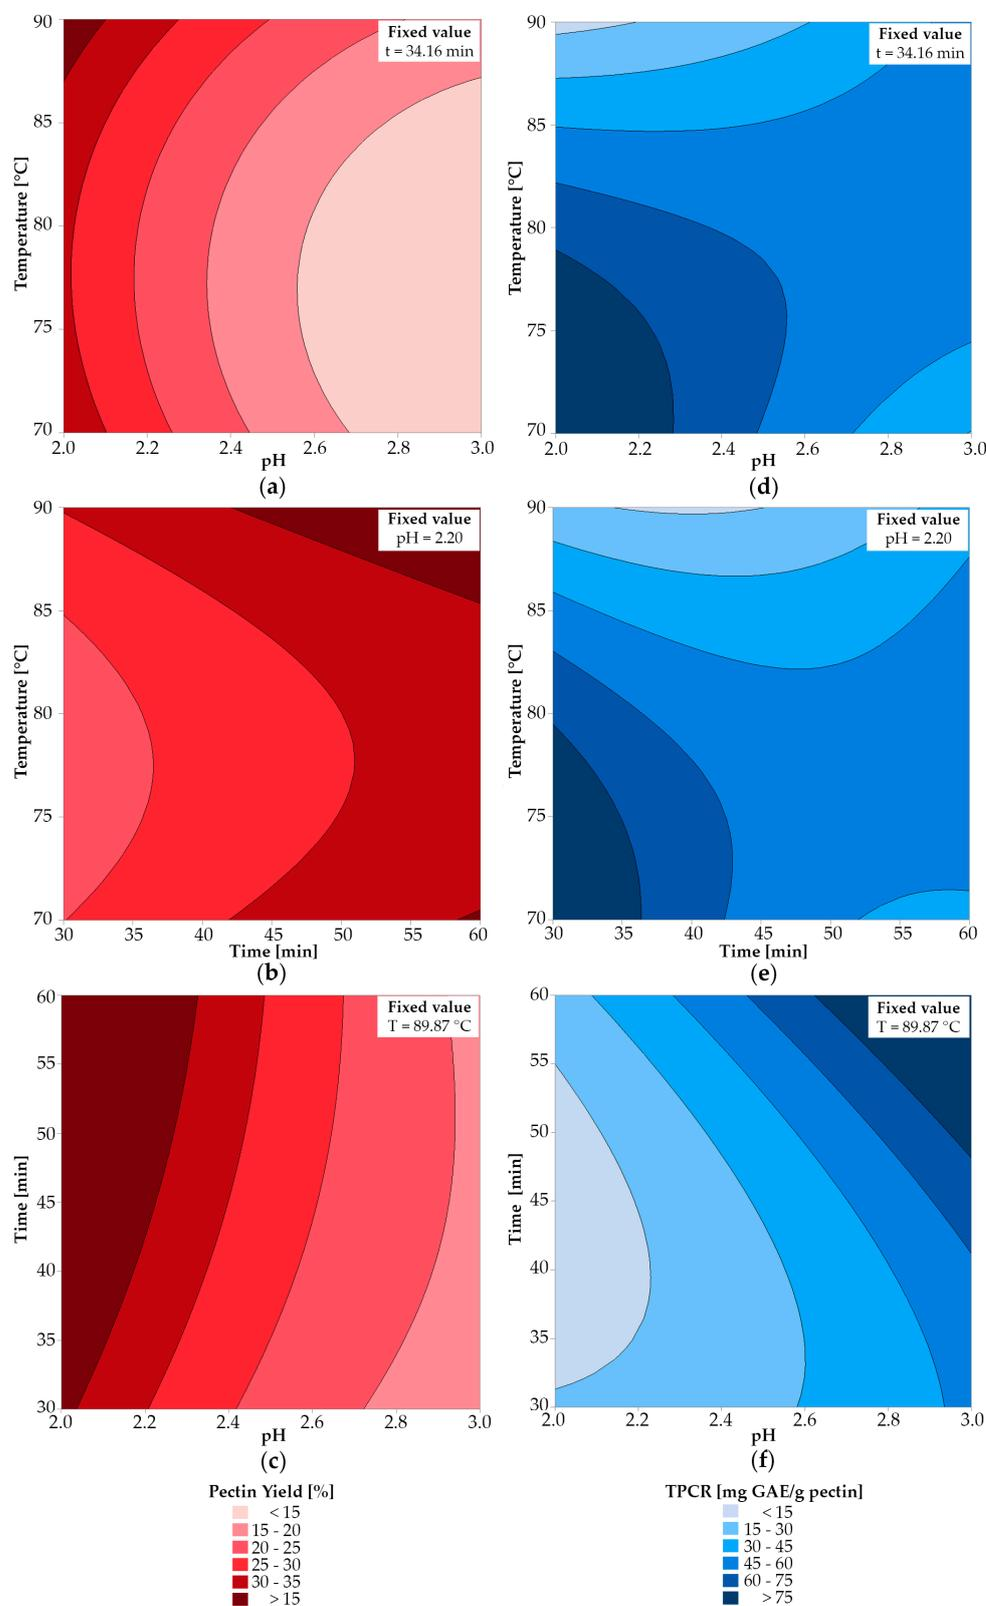 90
85
80
75
70
Temperature [°C]
Fixed value
t = 34.16 min
2.0 2.2 2.4 2.6 2.8 3.0
pH
(a)
90
85
80
75
70
Temperature [°C]
Fixed value
t = 34.16 min
2.0 2.2 2.4 2.6 2.8 3.0
pH
(d)
90
85
80
75
70
Temperature [°C]
Fixed value
pH = 2.20
30 35 40 45 50 55 60
Time [min]
(b)
90
85
80
75
70
Temperature [°C]
Fixed value
pH = 2.20
30 35 40 45 50 55 60
Time [min]
(e)
60
55
50
45
40
35
30
Time [min]
Fixed value
T = 89.87 °C
2.0 2.2 2.4 2.6 2.8 3.0
pH
(c)
60
55
50
45
40
35
30
Time [min]
Fixed value
T = 89.87 °C
2.0 2.2 2.4 2.6 2.8 3.0
pH
(f)
Pectin Yield [%]
< 15
15 - 20
20 - 25
25 - 30
30 - 35
> 15
TPCR [mg GAE/g pectin]
< 15
15 - 30
30 - 45
45 - 60
60 - 75
> 75